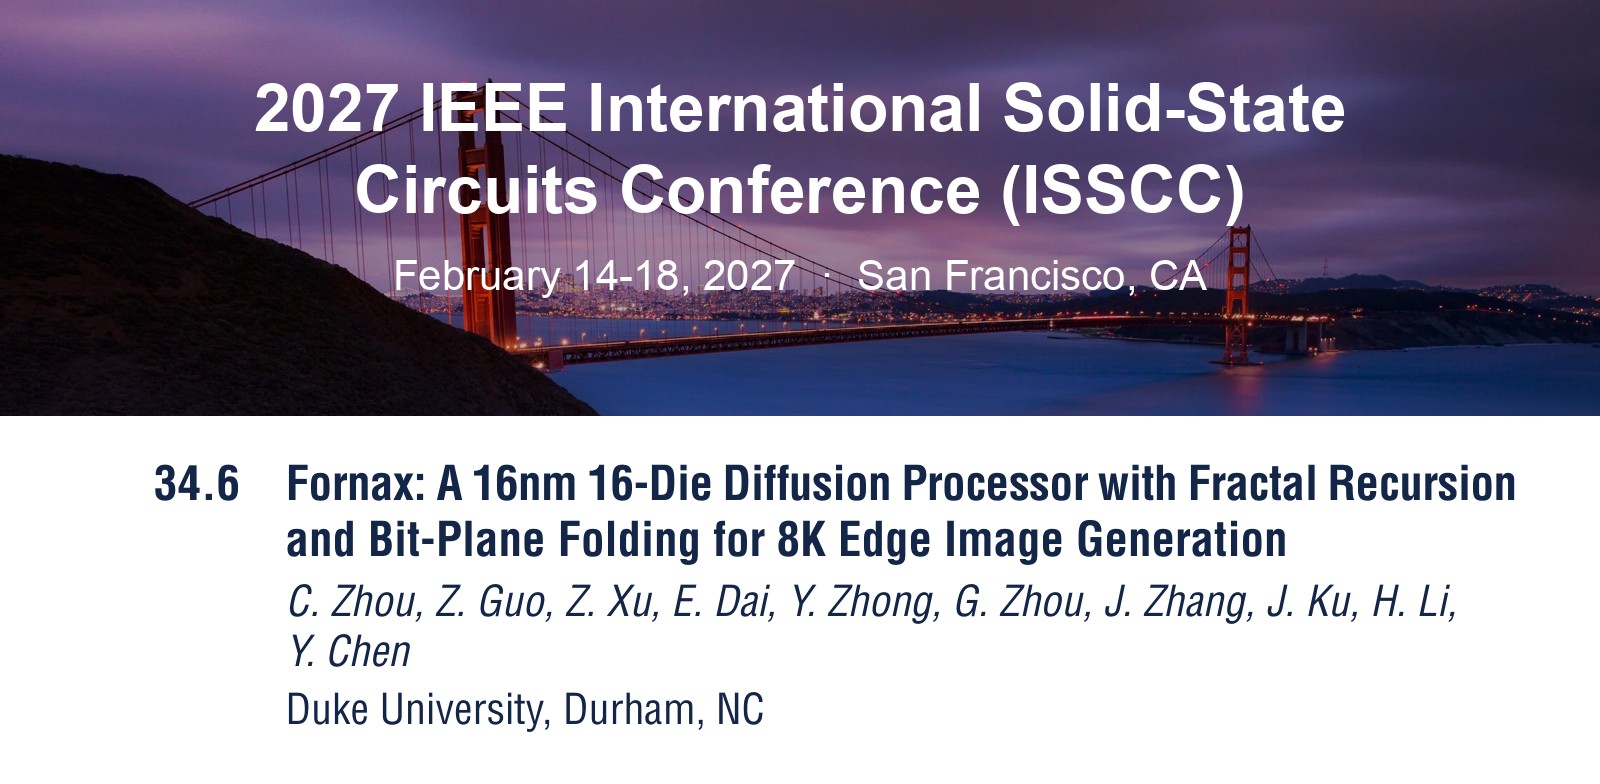 2027 IEEE International Solid-State
Circuits Conference (ISSCC)
February 14-18, 2027 · San Francisco, CA
34.6 Fornax: A 16nm 16-Die Diffusion Processor with Fractal Recursion
and Bit-Plane Folding for 8K Edge Image Generation
C. Zhou, Z. Guo, Z. Xu, E. Dai, Y. Zhong, G. Zhou, J. Zhang, J. Ku, H. Li,
Y. Chen
Duke University, Durham, NC